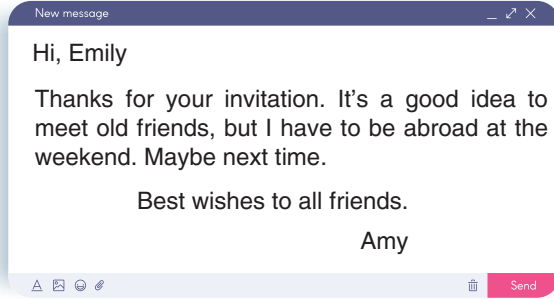 New message
Hi, Emily
Thanks for your invitation. It's a good idea to
meet old friends, but I have to be abroad at the
weekend. Maybe next time.
Best wishes to all friends.
Amy
Send